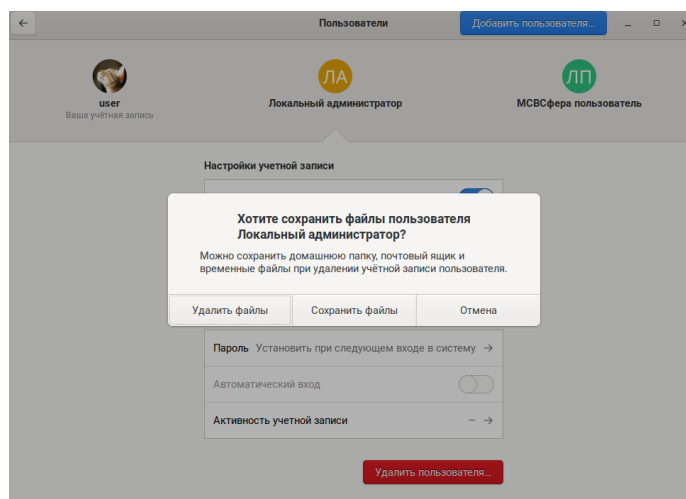 Пользователи
Добавить пользователя...
ЛА
ЛП
user
Ваша учётная запись
Локальный администратор
МСВСфера пользователь
Настройки учетной записи
Хотите сохранить файлы пользователя
Локальный администратор?
Можно сохранить домашнюю папку, почтовый ящик и
временные файлы при удалении учётной записи пользователя.
Удалить файлы
Сохранить файлы
Отмена
Пароль Установить при следующем входе в систему →
Автоматический вход
Активность учетной записи — →
Удалить пользователя...